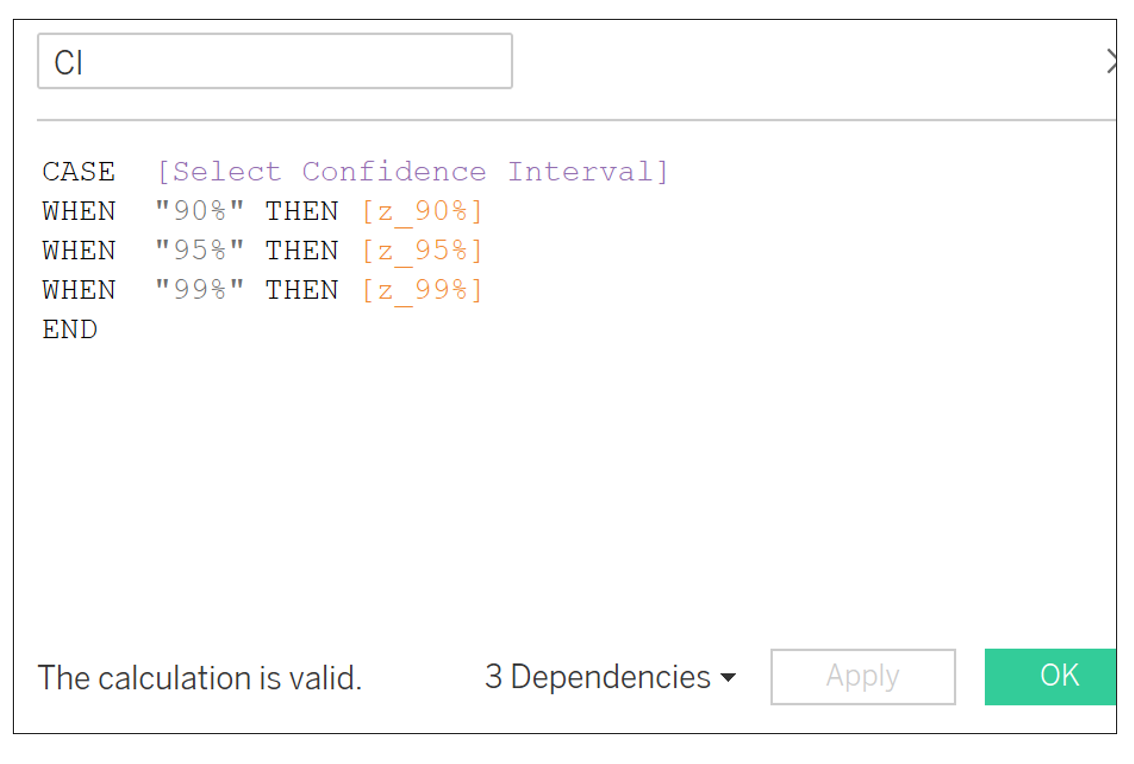 CI
CASE [Select Confidence Interval]
WHEN "90%" THEN [z_90%]
WHEN "95%" THEN [z_95%]
WHEN "99%" THEN [z_99%]
END
The calculation is valid. 3 Dependencies Apply OK